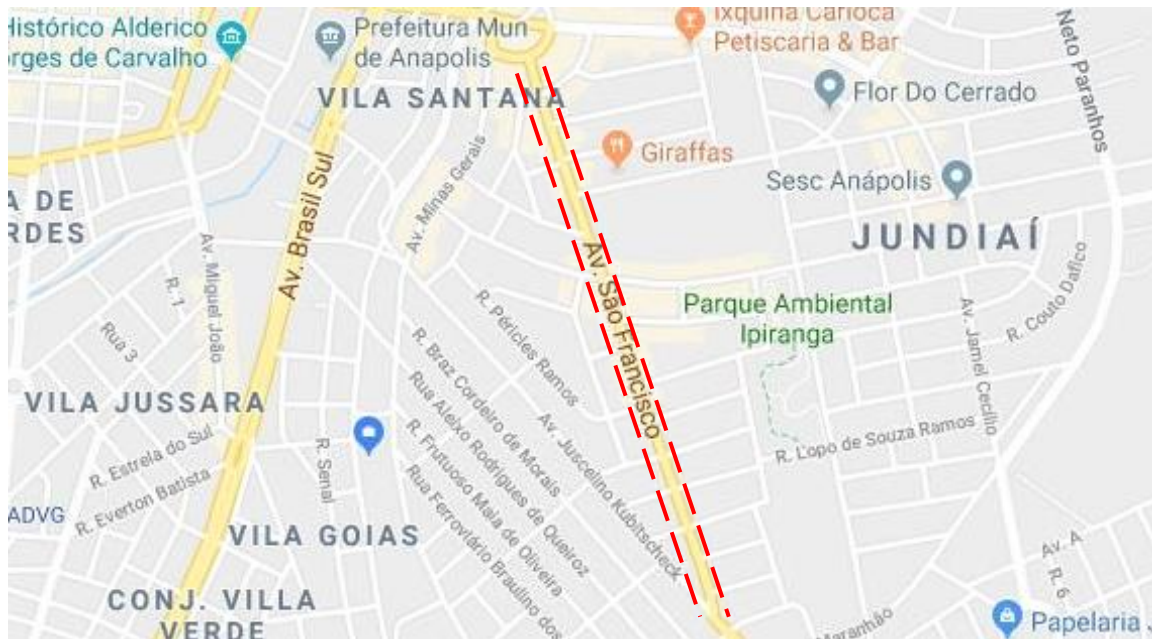 Histórico Alderico
orges de Carvalho
Prefeitura Mun
de Anapolis
Ixquina Carioca
Petiscaria & Bar
Neto Paranhos
VILA SANTANA
Flor Do Cerrado
Giraffas
Sesc Anápolis
Av. Minas Gerais
Av. Brasil Sul
A DE
RDES
JUNDIAÍ
Av. Miguel João
R. 1
Av. São Francisco
Parque Ambiental
Ipiranga
R. Couto Dafico
Av. Jamel Cecílio
Rua 3
R. Péricles Ramos
R. Braz Cordeiro de Morais
VILA JUSSARA
Rua Aleixo Rodrigues de Queiroz
R. Frutuoso Maia de Oliveira
Av. Juscelino Kubitscheck
R. Lopo de Souza Ramos
R. Estrela do Sul
R. Senai
Rua Ferroviário Braulino dos
R. Everton Batista
ADVG
VILA GOIAS
Av. A
R. 6
CONJ. VILLA
VERDE
Maranhão
Papelaria J